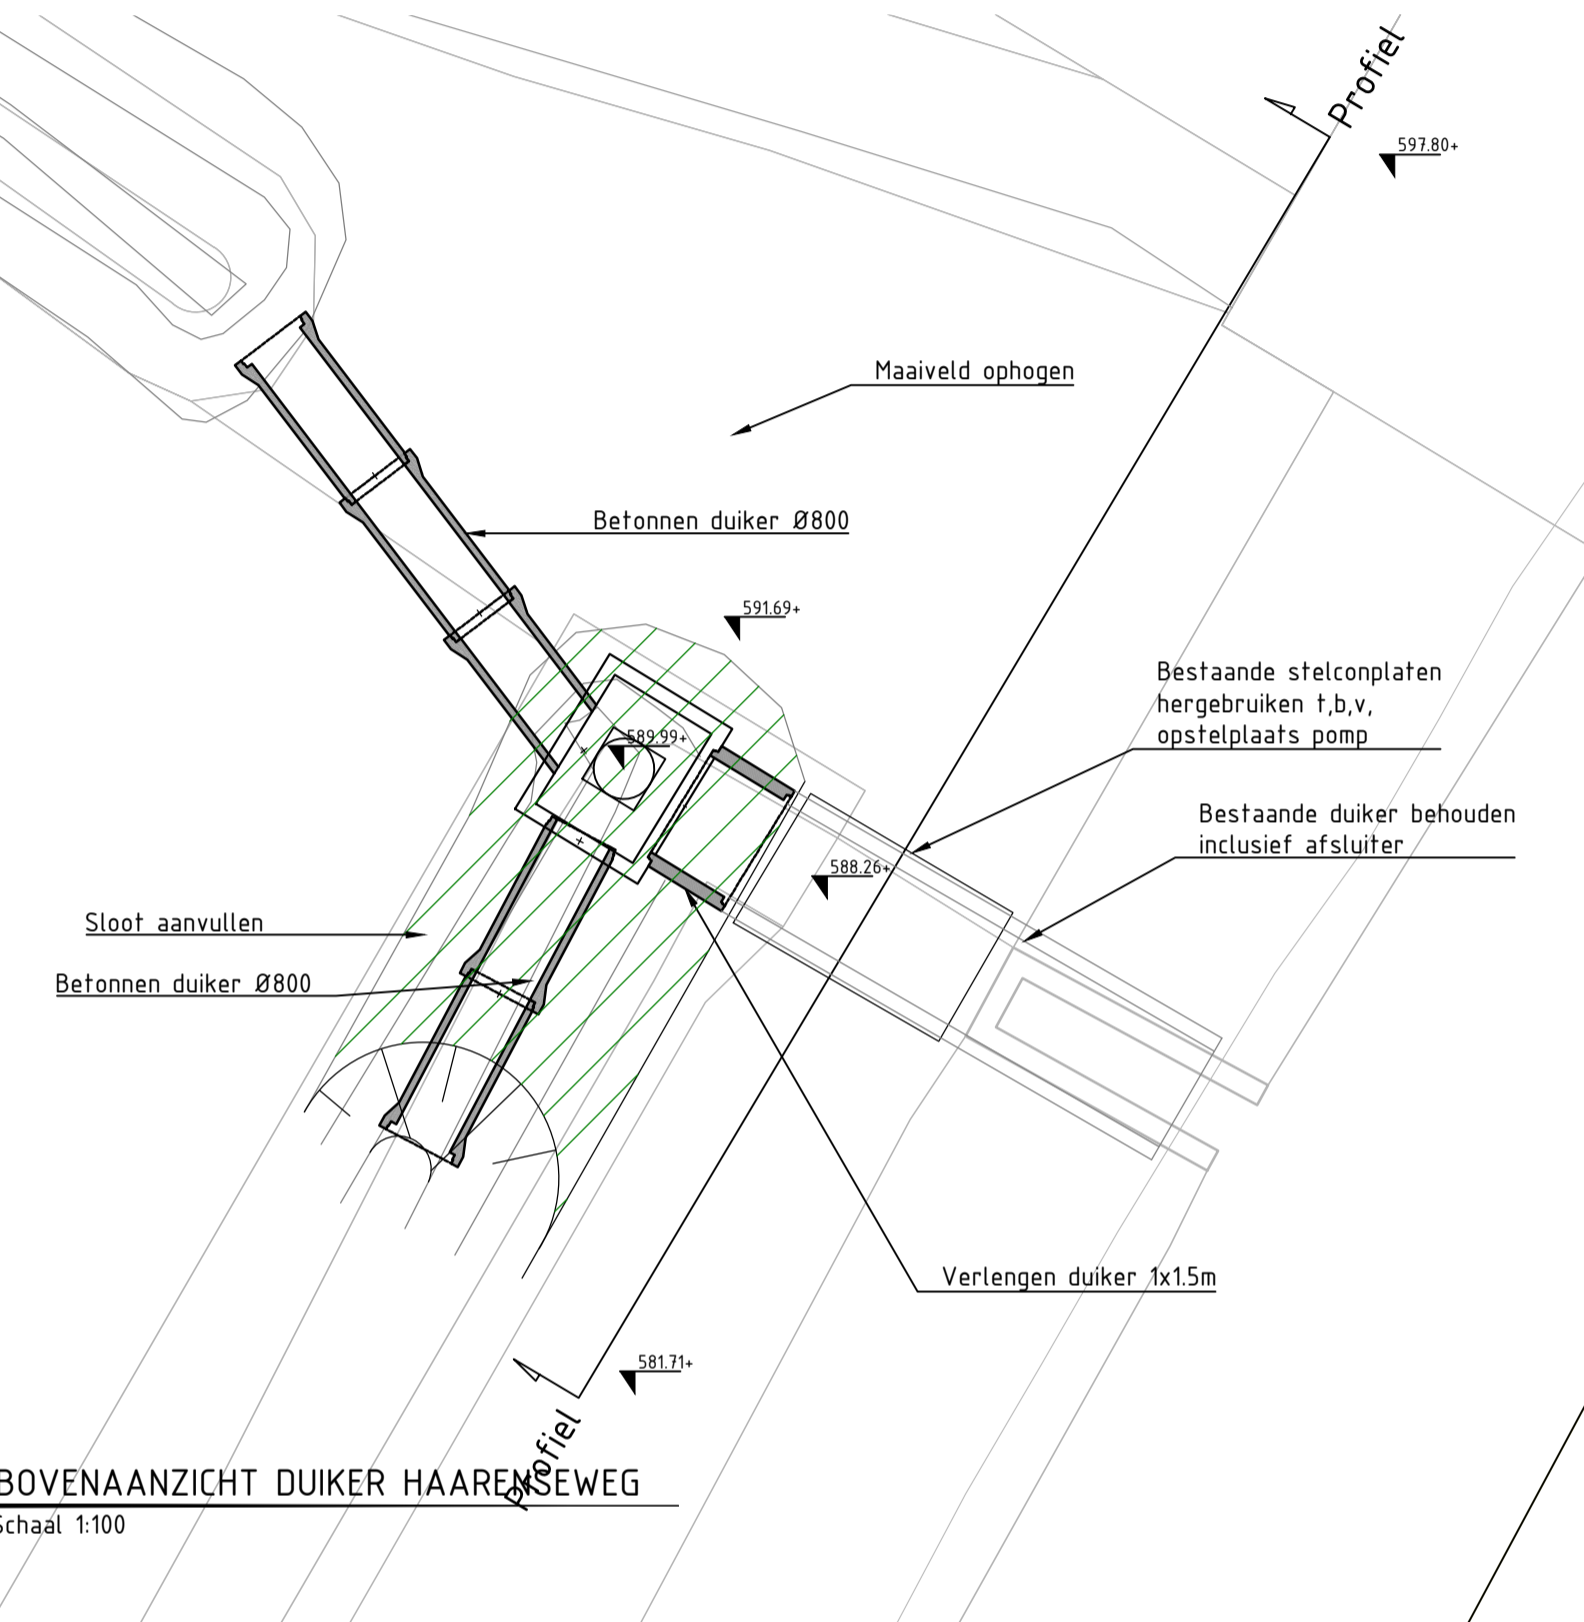 Profiel
597.80+
Maaiveld ophogen
Betonnen duiker Ø800
591.69+
Bestaande stelconplaten
hergebruiken t,b,v,
opstelplaats pomp
589.99+
Bestaande duiker behouden
inclusief afsluiter
588.26+
Sloot aanvullen
Betonnen duiker Ø800
Verlengen duiker 1x1.5m
581.71+
Profiel
BOVENAANZICHT DUIKER HAARENSEWEG
Schaal 1:100